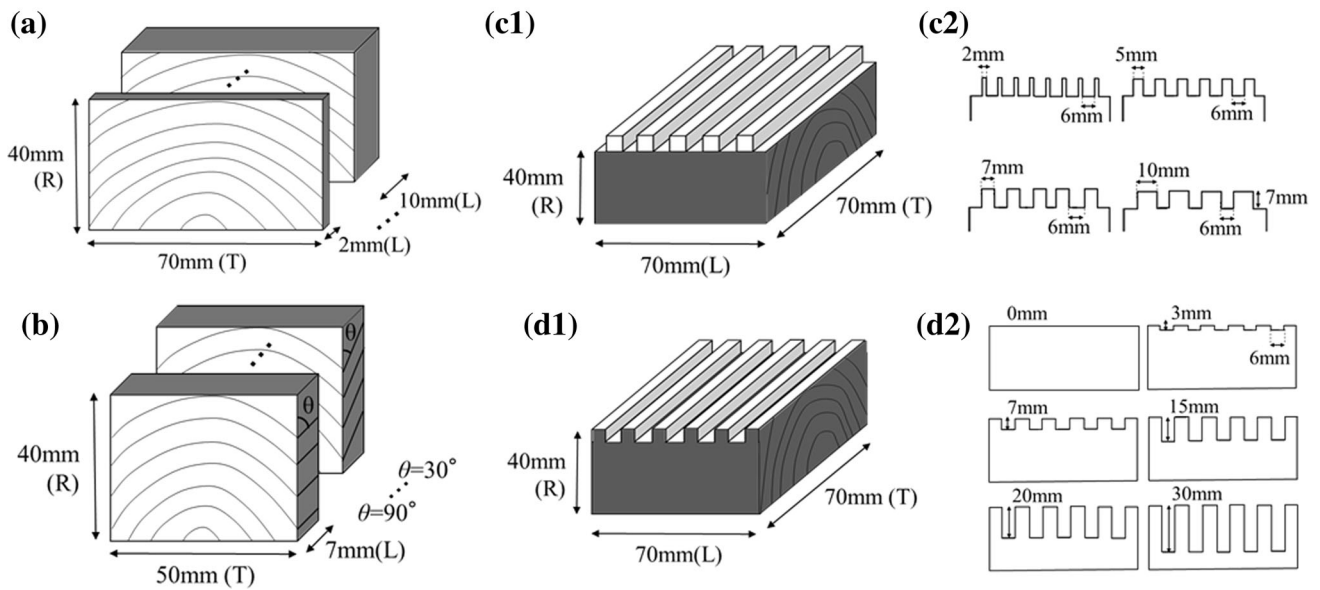 (a)
40mm
(R)
70mm (T)
2mm(L)
10mm(L)
(c1)
40mm
(R)
70mm(L)
70mm (T)
(c2)
2mm
6mm
5mm
6mm
7mm
6mm
10mm
7mm
6mm
(b)
θ
θ
40mm
(R)
50mm (T)
7mm(L)
θ=30°
θ=90°
(d1)
40mm
(R)
70mm(L)
70mm (T)
(d2)
0mm
3mm
6mm
7mm
15mm
20mm
30mm